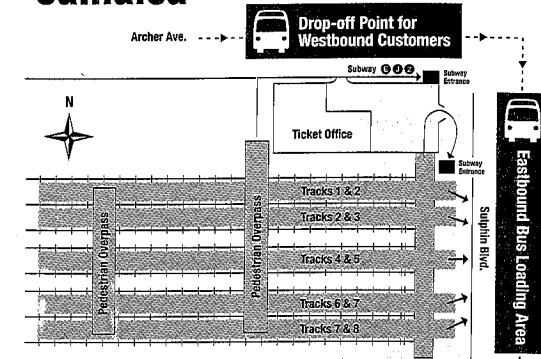 Jamaica
Drop-off Point for
Westbound Customers
Archer Ave.
Subway E J Z
Subway
Entrance
N
Ticket Office
Subway
Entrance
Tracks 1 & 2
Tracks 2 & 3
Tracks 4 & 5
Tracks 6 & 7
Tracks 7 & 8
Pedestrian Overpass
Pedestrian Overpass
Sutphin Blvd.
Eastbound Bus Loading Area